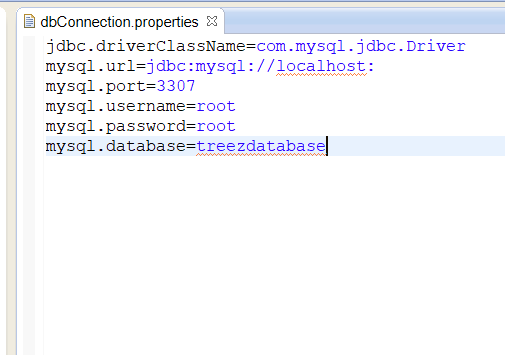 dbConnection.properties
jdbc.driverClassName=com.mysql.jdbc.Driver
mysql.url=jdbc:mysql://localhost:
mysql.port=3307
mysql.username=root
mysql.password=root
mysql.database=treezdatabase